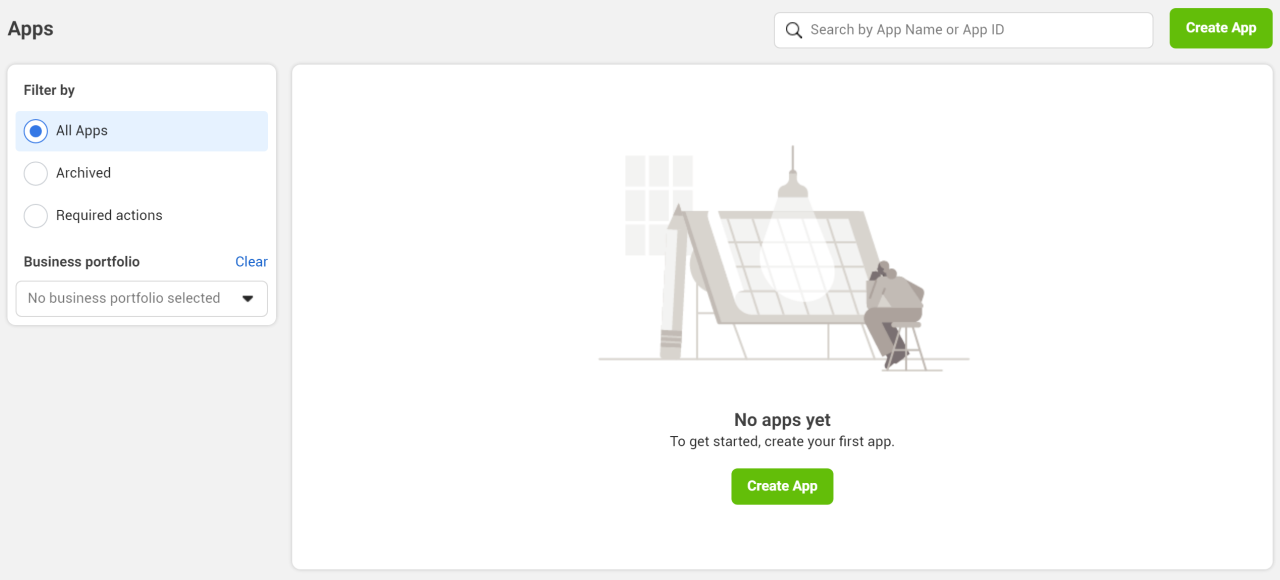 Apps
Search by App Name or App ID
Create App
Filter by
All Apps
Archived
Required actions
Business portfolio
Clear
No business portfolio selected
No apps yet
To get started, create your first app.
Create App